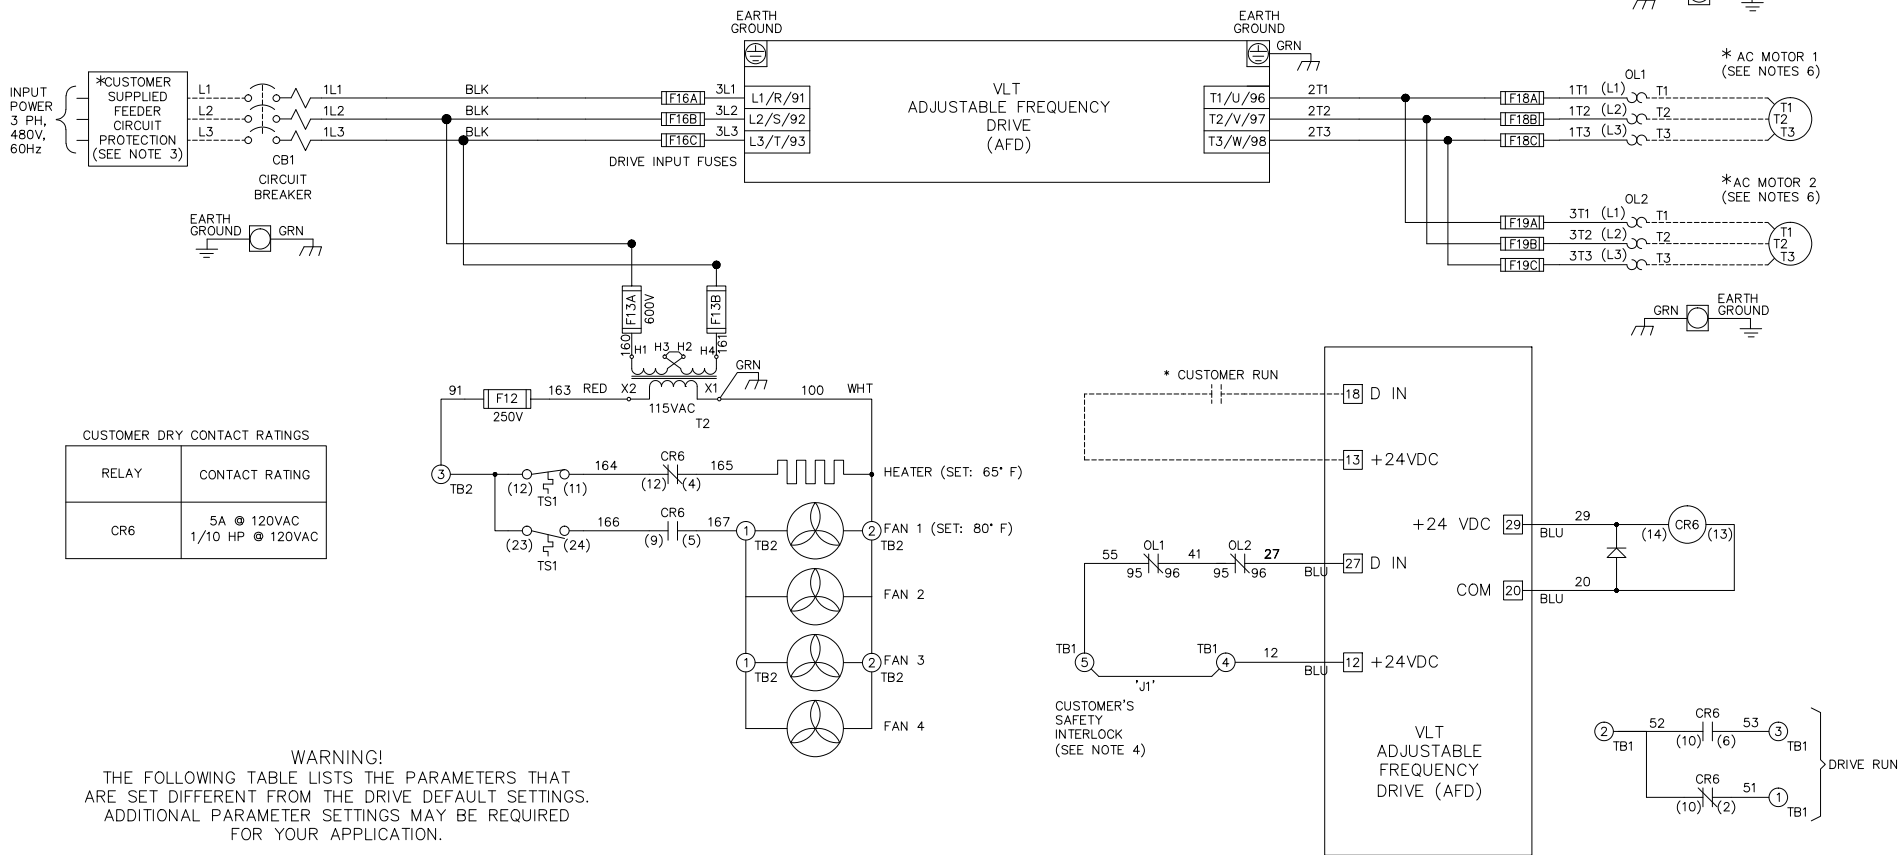 EARTH
GROUND
EARTH
GROUND
GRN
INPUT
POWER
3 PH,
480V,
60Hz
*CUSTOMER
SUPPLIED
FEEDER
CIRCUIT
PROTECTION
(SEE NOTE 3)
L1
L2
L3
CB1
CIRCUIT
BREAKER
1L1
1L2
1L3
BLK
BLK
BLK
F16A
F16B
F16C
3L1
3L2
3L3
DRIVE INPUT FUSES
L1/R/91
L2/S/92
L3/T/93
VLT
ADJUSTABLE FREQUENCY
DRIVE
(AFD)
T1/U/96
T2/V/97
T3/W/98
2T1
2T2
2T3
F18A
F18B
F18C
1T1 (L1)
1T2 (L2)
1T3 (L3)
OL1
T1
T2
T3
* AC MOTOR 1
(SEE NOTES 6)
T1
T2
T3
F19A
F19B
F19C
3T1 (L1)
3T2 (L2)
3T3 (L3)
OL2
T1
T2
T3
*AC MOTOR 2
(SEE NOTES 6)
T1
T2
T3
EARTH
GROUND
GRN
GRN
EARTH
GROUND
F13A
600V
F13B
160
161
H1
H3
H2
H4
GRN
X2
X1
115VAC
T2
91
F12
250V
163
RED
100
WHT
3
TB2
(12)
(11)
TS1
164
CR6
(12)
(4)
165
HEATER (SET: 65° F)
(23)
(24)
TS1
166
CR6
(9)
(5)
167
1
TB2
2
TB2
FAN 1 (SET: 80° F)
FAN 2
1
TB2
2
TB2
FAN 3
FAN 4
CUSTOMER DRY CONTACT RATINGS
RELAY
CONTACT RATING
CR6
5A @ 120VAC
1/10 HP @ 120VAC
WARNING!
THE FOLLOWING TABLE LISTS THE PARAMETERS THAT
ARE SET DIFFERENT FROM THE DRIVE DEFAULT SETTINGS.
ADDITIONAL PARAMETER SETTINGS MAY BE REQUIRED
FOR YOUR APPLICATION.
* CUSTOMER RUN
18
D IN
13
+24VDC
55
OL1
95
96
41
OL2
95
96
27
BLU
27
D IN
TB1
5
'J1'
TB1
4
12
BLU
12
+24VDC
CUSTOMER'S
SAFETY
INTERLOCK
(SEE NOTE 4)
+24 VDC
29
29
BLU
(14)
CR6
(13)
COM
20
20
BLU
VLT
ADJUSTABLE
FREQUENCY
DRIVE (AFD)
2
TB1
52
CR6
(10)
(6)
53
3
TB1
CR6
(10)
(2)
51
1
TB1
DRIVE RUN